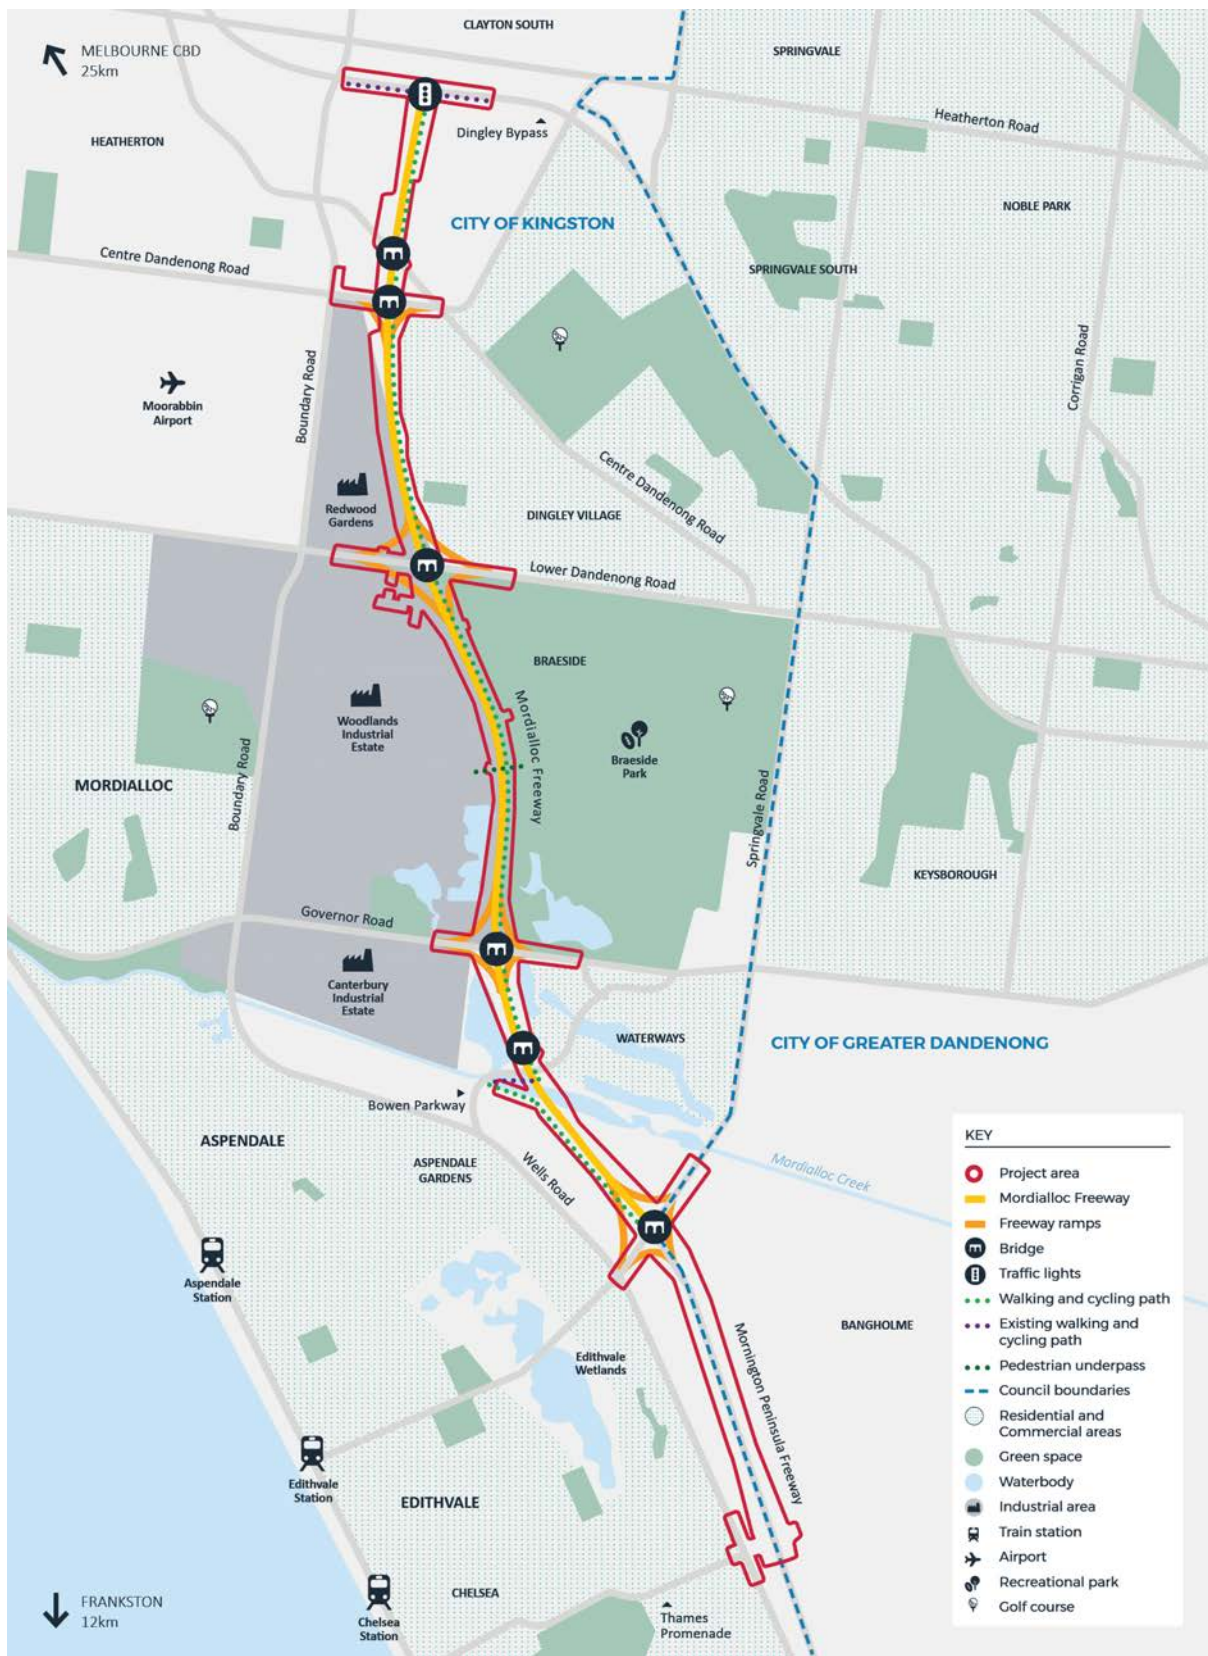 CLAYTON SOUTH
MELBOURNE CBD
25km
SPRINGVALE
Heatherton Road
Dingley Bypass
HEATHERTON
NOBLE PARK
CITY OF KINGSTON
Centre Dandenong Road
SPRINGVALE SOUTH
Corrigan Road
Boundary Road
Moorabbin
Airport
Centre Dandenong Road
Redwood
Gardens
DINGLEY VILLAGE
Lower Dandenong Road
BRAESIDE
Mordialloc Freeway
Woodlands
Industrial
Estate
Braeside
Park
MORDIALLOC
Boundary Road
Springvale Road
KEYSBOROUGH
Governor Road
Canterbury
Industrial
Estate
WATERWAYS
CITY OF GREATER DANDENONG
Bowen Parkway
ASPENDALE
ASPENDALE
GARDENS
Wells Road
Mordialloc Creek
Aspendale
Station
BANGHOLME
Mornington Peninsula Freeway
Edithvale
Wetlands
Edithvale
Station
EDITHVALE
CHELSEA
FRANKSTON
12km
Chelsea
Station
Thames
Promenade
KEY
Project area
Mordialloc Freeway
Freeway ramps
Bridge
Traffic lights
Walking and cycling path
Existing walking and
cycling path
Pedestrian underpass
Council boundaries
Residential and
Commercial areas
Green space
Waterbody
Industrial area
Train station
Airport
Recreational park
Golf course